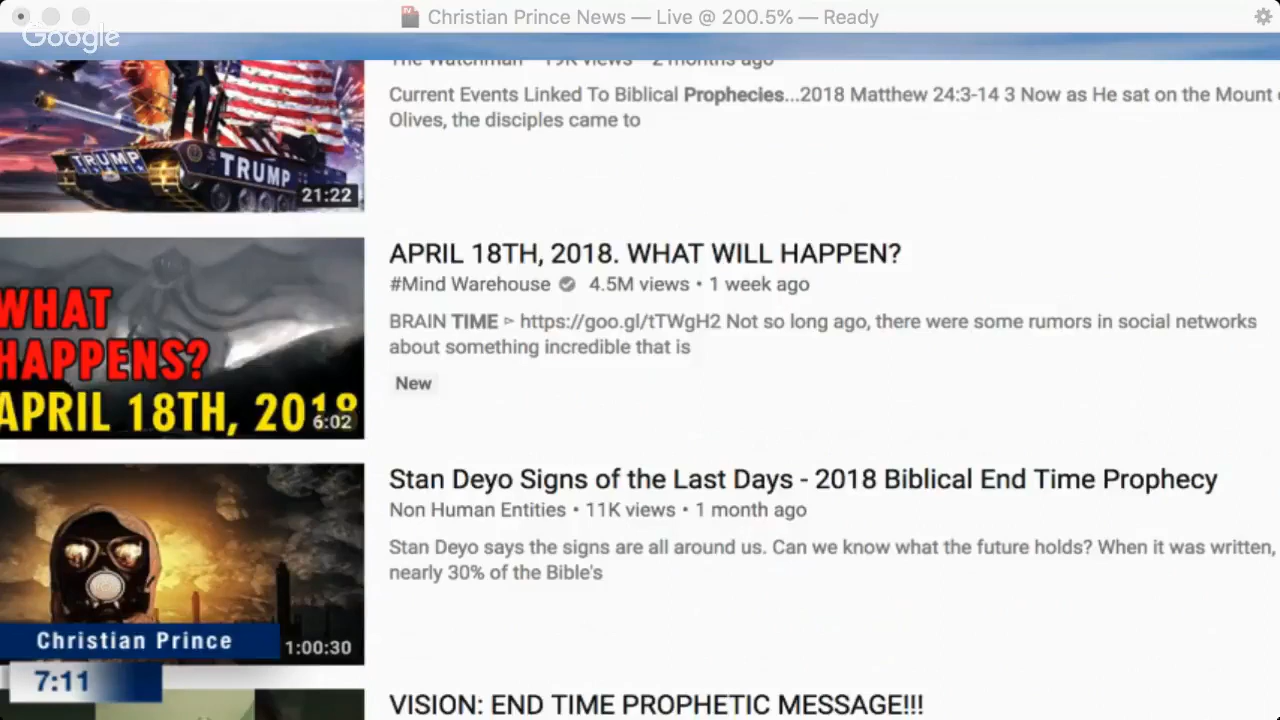 Christian Prince News — Live @ 200.5% — Ready
Google
The Watchman 19K views • 2 months ago
Current Events Linked To Biblical Prophecies...2018 Matthew 24:3-14 3 Now as He sat on the Mount
Olives, the disciples came to
TRUMP
TRUMP
21:22
APRIL 18TH, 2018. WHAT WILL HAPPEN?
#Mind Warehouse 4.5M views • 1 week ago
BRAIN TIME ▻ https://goo.gl/tTWgH2 Not so long ago, there were some rumors in social networks
about something incredible that is
New
WHAT
HAPPENS?
APRIL 18TH, 2018
6:02
Stan Deyo Signs of the Last Days - 2018 Biblical End Time Prophecy
Non Human Entities • 11K views • 1 month ago
Stan Deyo says the signs are all around us. Can we know what the future holds? When it was written,
nearly 30% of the Bible's
Christian Prince
1:00:30
7:11
VISION: END TIME PROPHETIC MESSAGE!!!